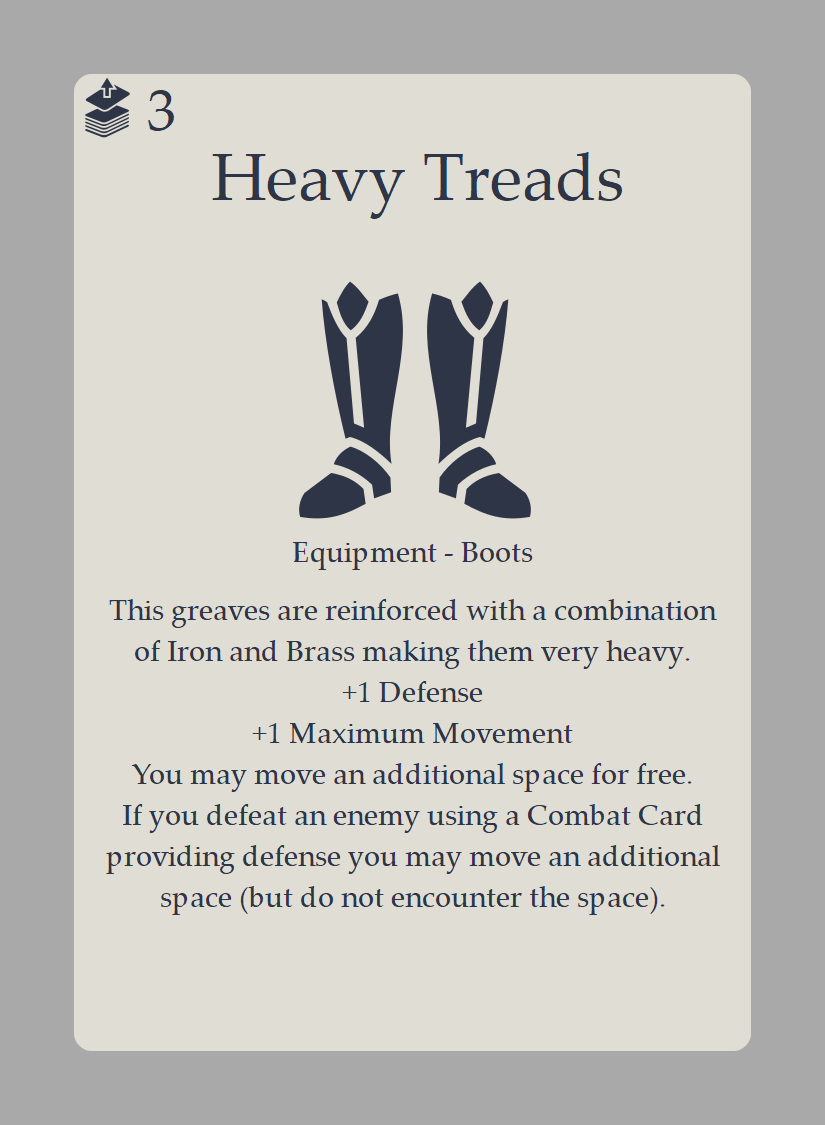 3
Heavy Treads
Equipment - Boots
This greaves are reinforced with a combination
of Iron and Brass making them very heavy.
+1 Defense
+1 Maximum Movement
You may move an additional space for free.
If you defeat an enemy using a Combat Card
providing defense you may move an additional
space (but do not encounter the space).